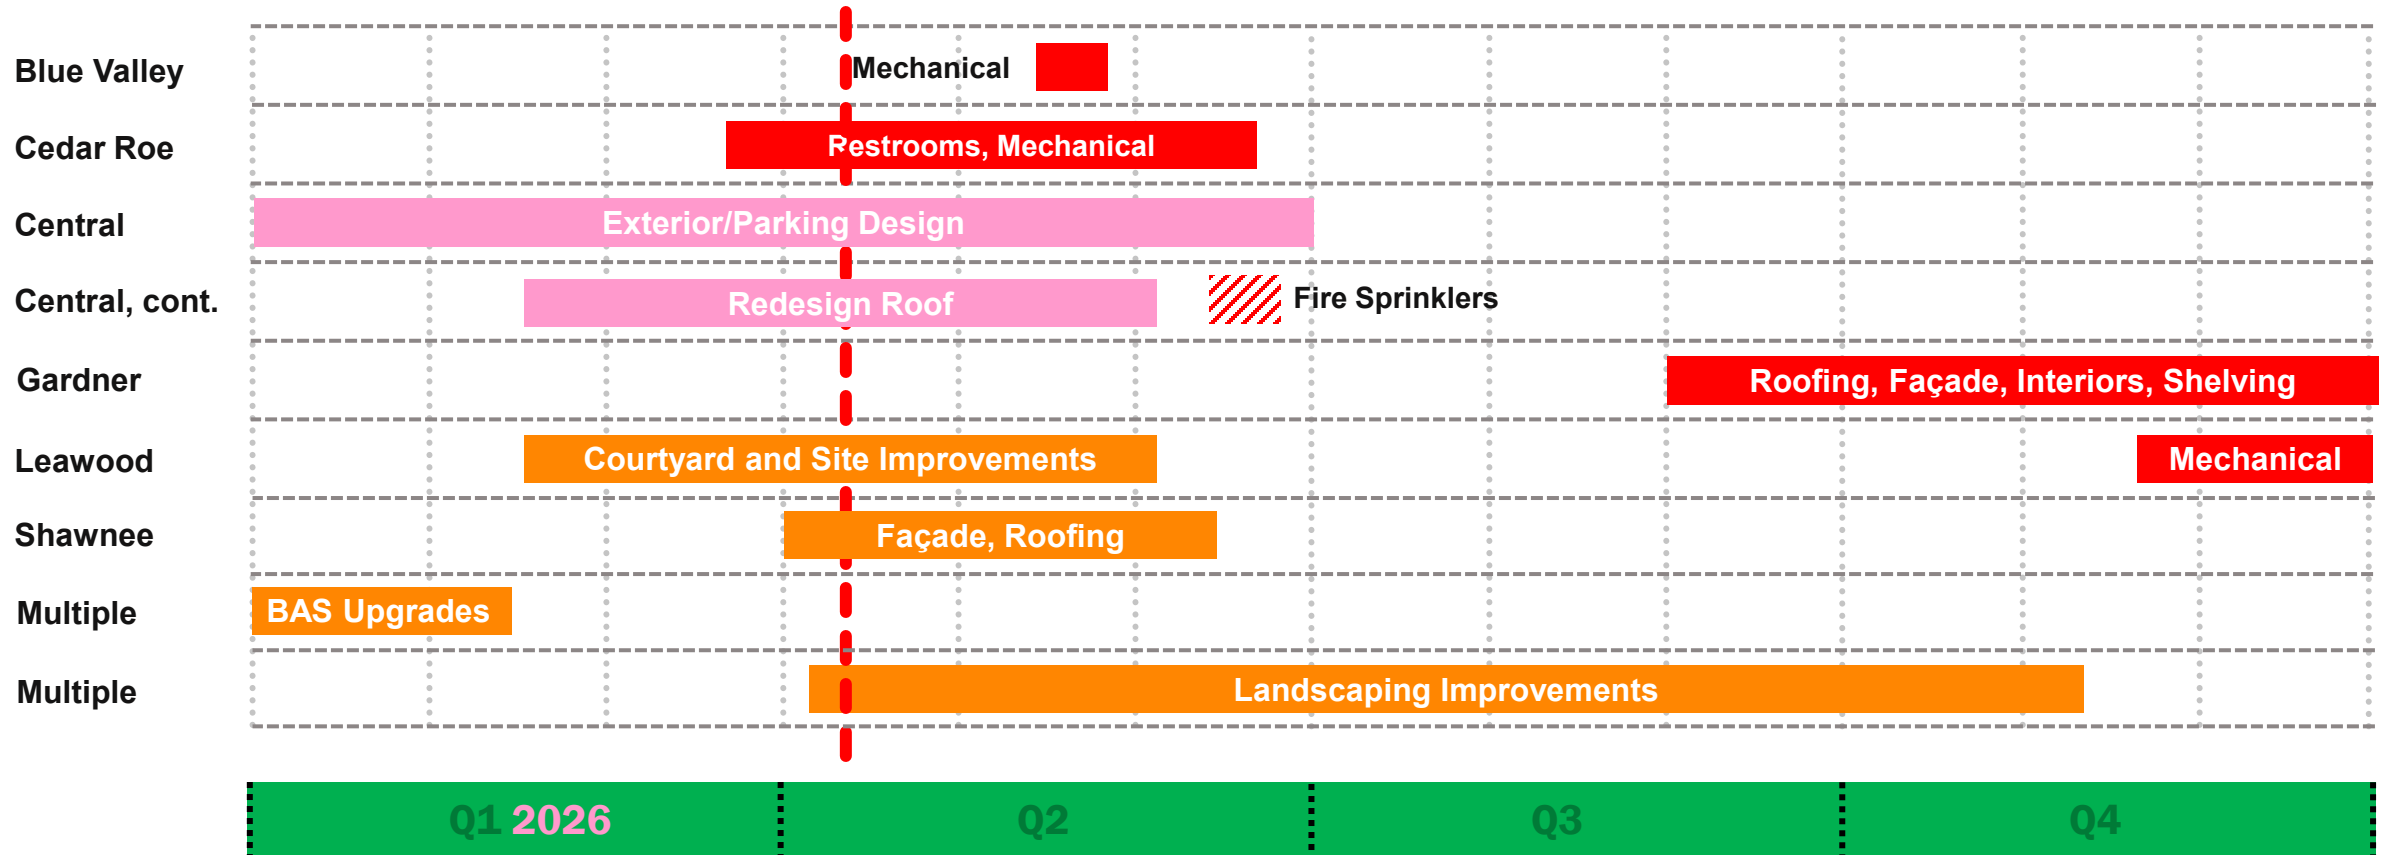 Blue Valley
Mechanical
Cedar Roe
Restrooms, Mechanical
Central
Exterior/Parking Design
Central, cont.
Redesign Roof
Fire Sprinklers
Gardner
Roofing, Façade, Interiors, Shelving
Leawood
Courtyard and Site Improvements
Mechanical
Shawnee
Façade, Roofing
Multiple
BAS Upgrades
Multiple
Landscaping Improvements
Q1 2026
Q2
Q3
Q4